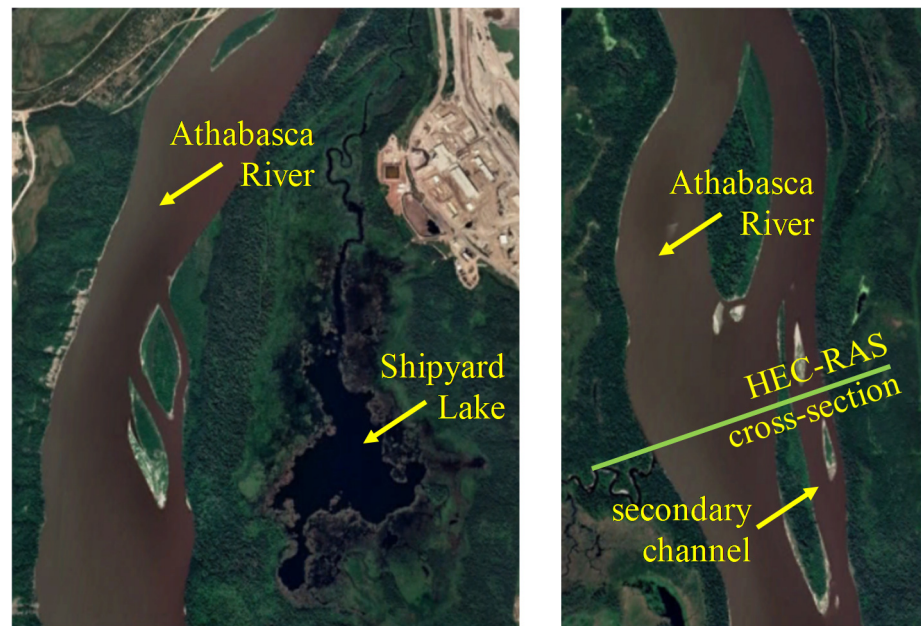 Athabasca
River
Shipyard
Lake
Athabasca
River
HEC-RAS
cross-section
secondary
channel